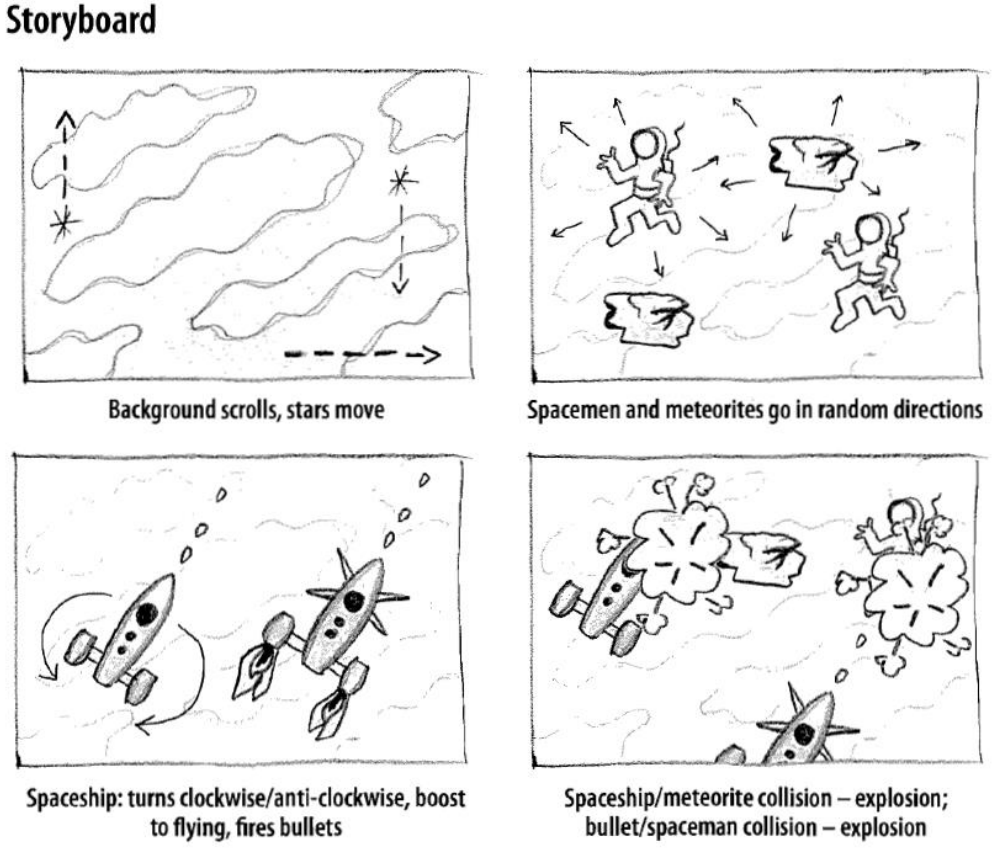 Storyboard
Background scrolls, stars move
Spacemen and meteorites go in random directions
Spaceship: turns clockwise/anti-clockwise, boost
to flying, fires bullets
Spaceship/meteorite collision – explosion;
bullet/spaceman collision – explosion